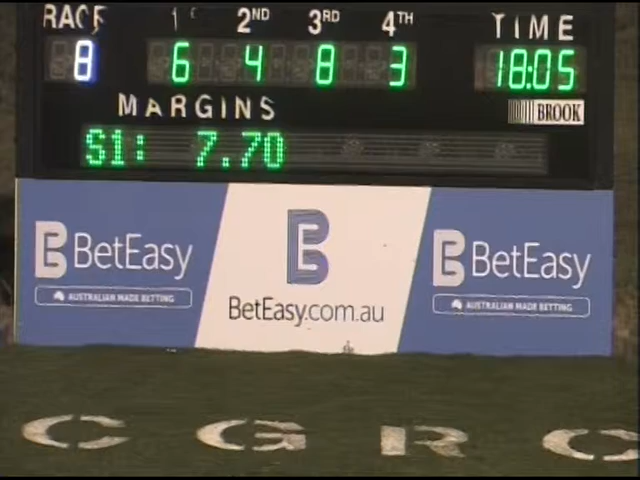 RACE 1 2ND 3RD 4TH TIME
8 6 4 8 3 18:05
MARGINS BROOK
S1: 7.70
BetEasy
AUSTRALIAN MADE BETTING
BetEasy.com.au
BetEasy
AUSTRALIAN MADE BETTING
C G R C